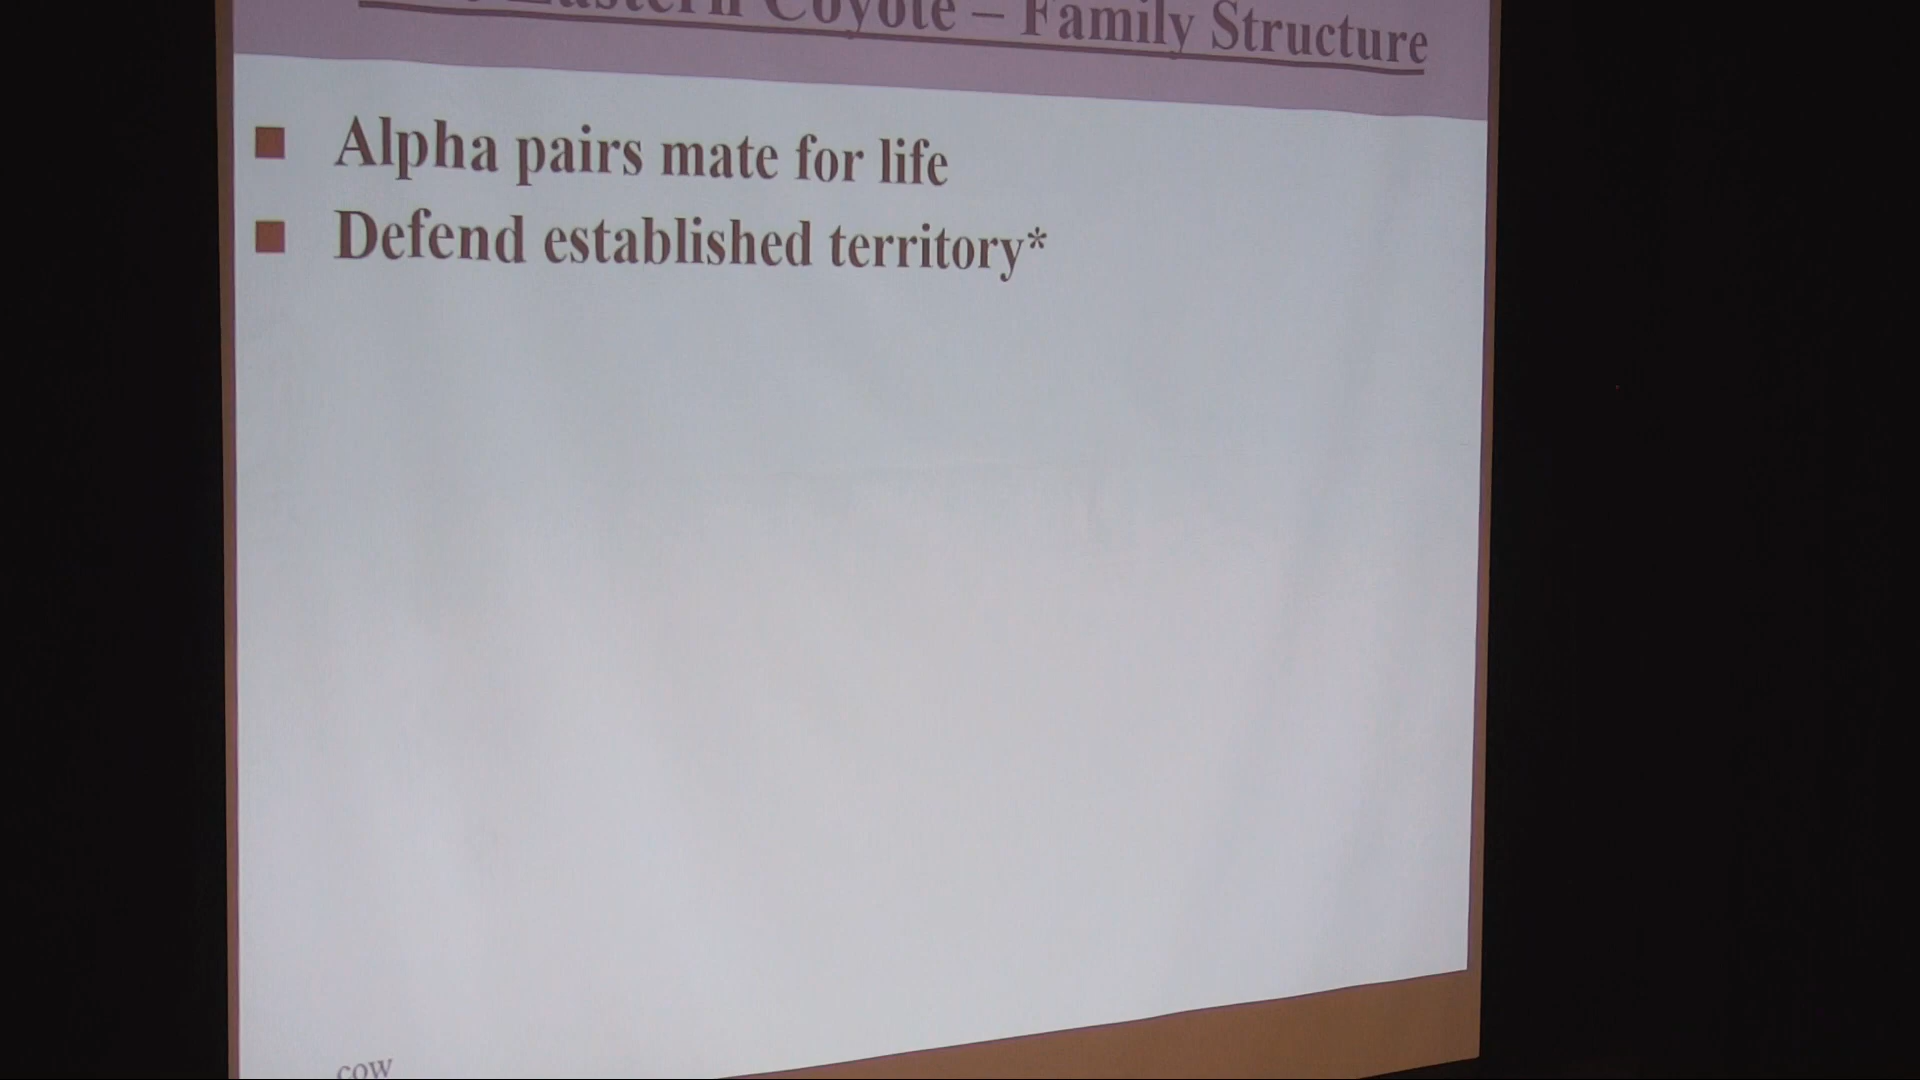 Eastern Coyote – Family Structure
■ Alpha pairs mate for life
■ Defend established territory*
cow